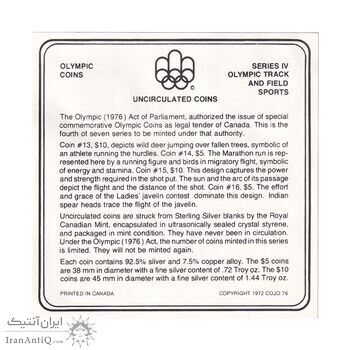 OLYMPIC
COINS
SERIES IV
OLYMPIC TRACK
AND FIELD
SPORTS
©
UNCIRCULATED COINS
The Olympic (1976) Act of Parliament, authorized the issue of special
commemorative Olympic Coins as legal tender of Canada. This is the
fourth of seven series to be minted under that authority.
Coin #13, $10, depicts wild deer jumping over fallen trees, symbolic of
an athlete running the hurdles. Coin #14, $5. The Marathon run is rep-
resented here by a running figure and birds in migratory flight, symbolic
of energy and stamina. Coin #15, $10. This design captures the power
and strength required in the shot put. The sun and the arc of its passage
depict the flight and the distance of the shot. Coin #16, $5. The effort
and grace of the Ladies' javelin contest dominate this design. Indian
spear heads trace the flight of the javelin.
Uncirculated coins are struck from Sterling Silver blanks by the Royal
Canadian Mint, encapsulated in ultrasonically sealed crystal styrene,
and packaged in mint condition. They have never been in circulation.
Under the Olympic (1976) Act, the number of coins minted in this series
is limited. They will not be minted again.
Each coin contains 92.5% silver and 7.5% copper alloy. The $5 coins
are 38 mm in diameter with a fine silver content of .72 Troy oz. The $10
coins are 45 mm in diameter with a fine silver content of 1.44 Troy oz.
PRINTED IN CANADA
COPYRIGHT 1972 COJO 76
ایران آنتیک
IranAntiQ.com